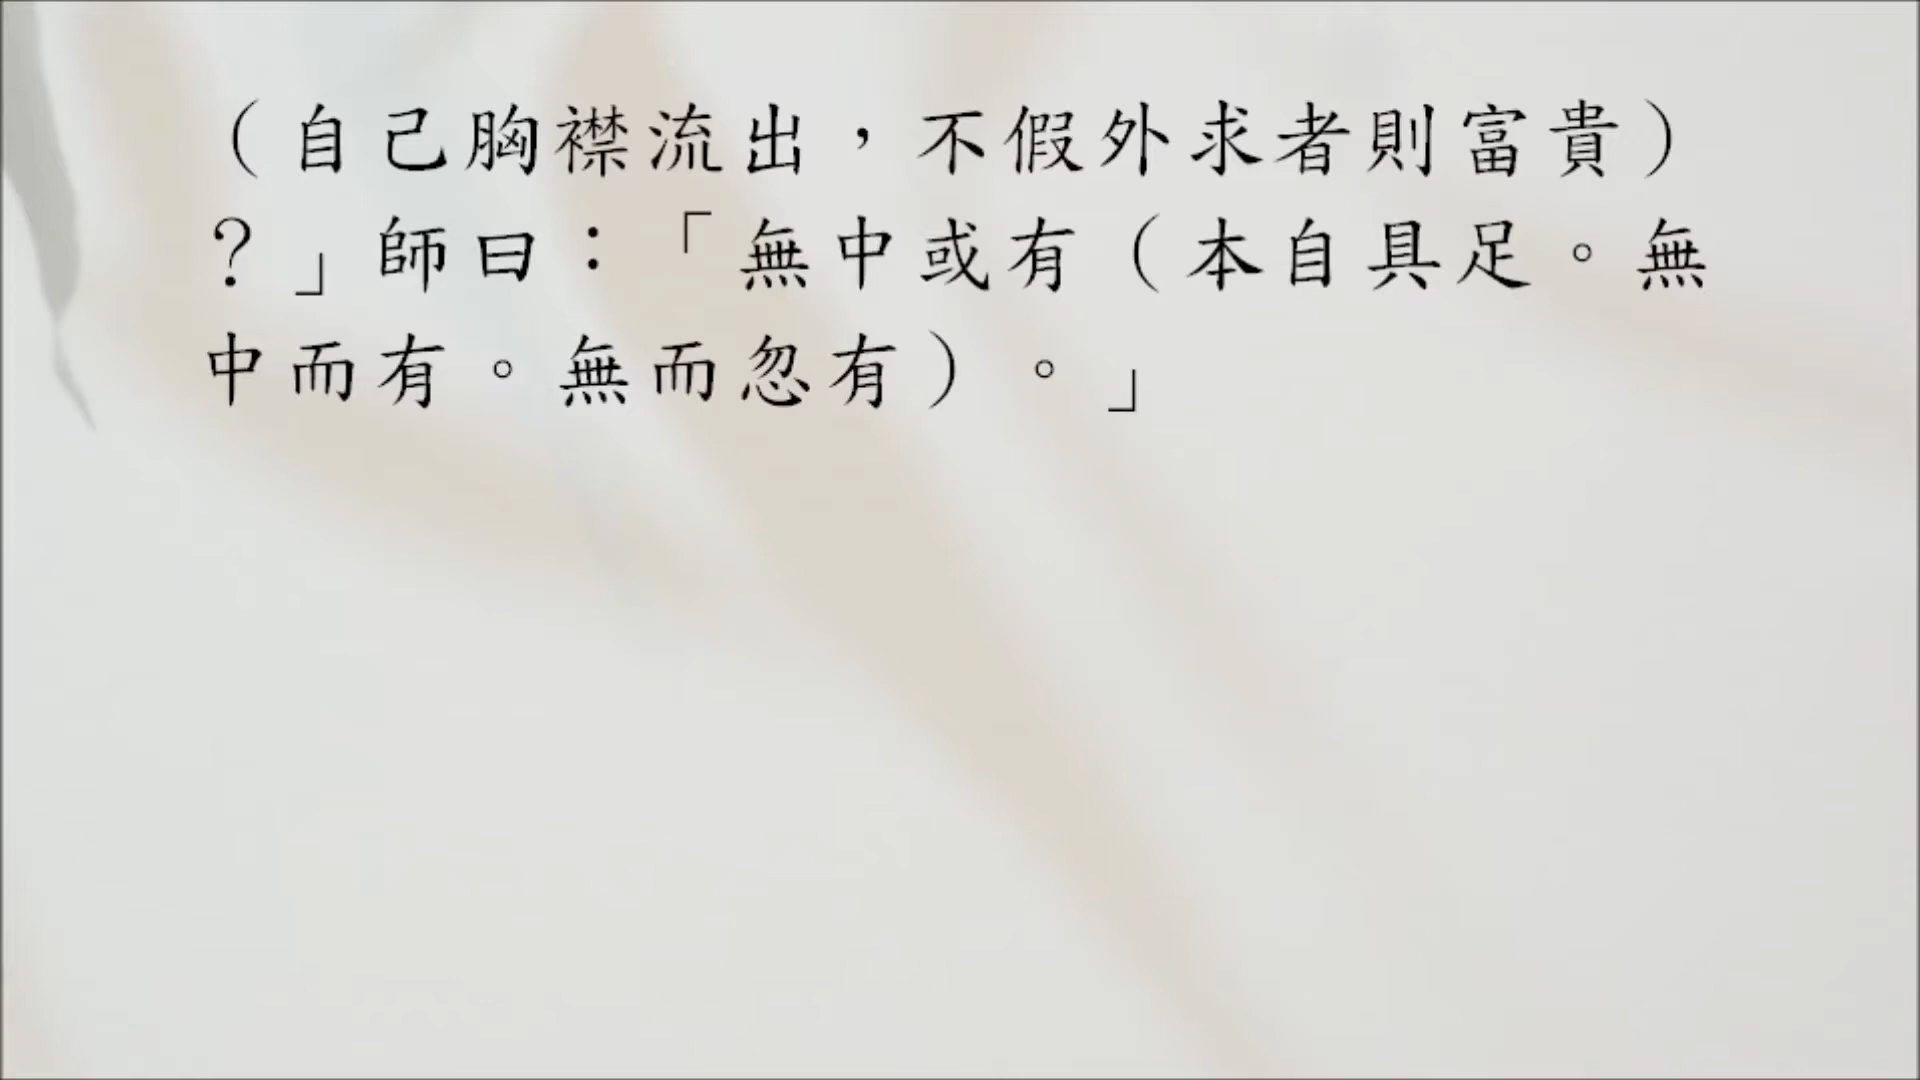 （自己胸襟流出，不假外求者則富貴）
？」師曰：「無中或有（本自具足。無
中而有。無而忽有）。」